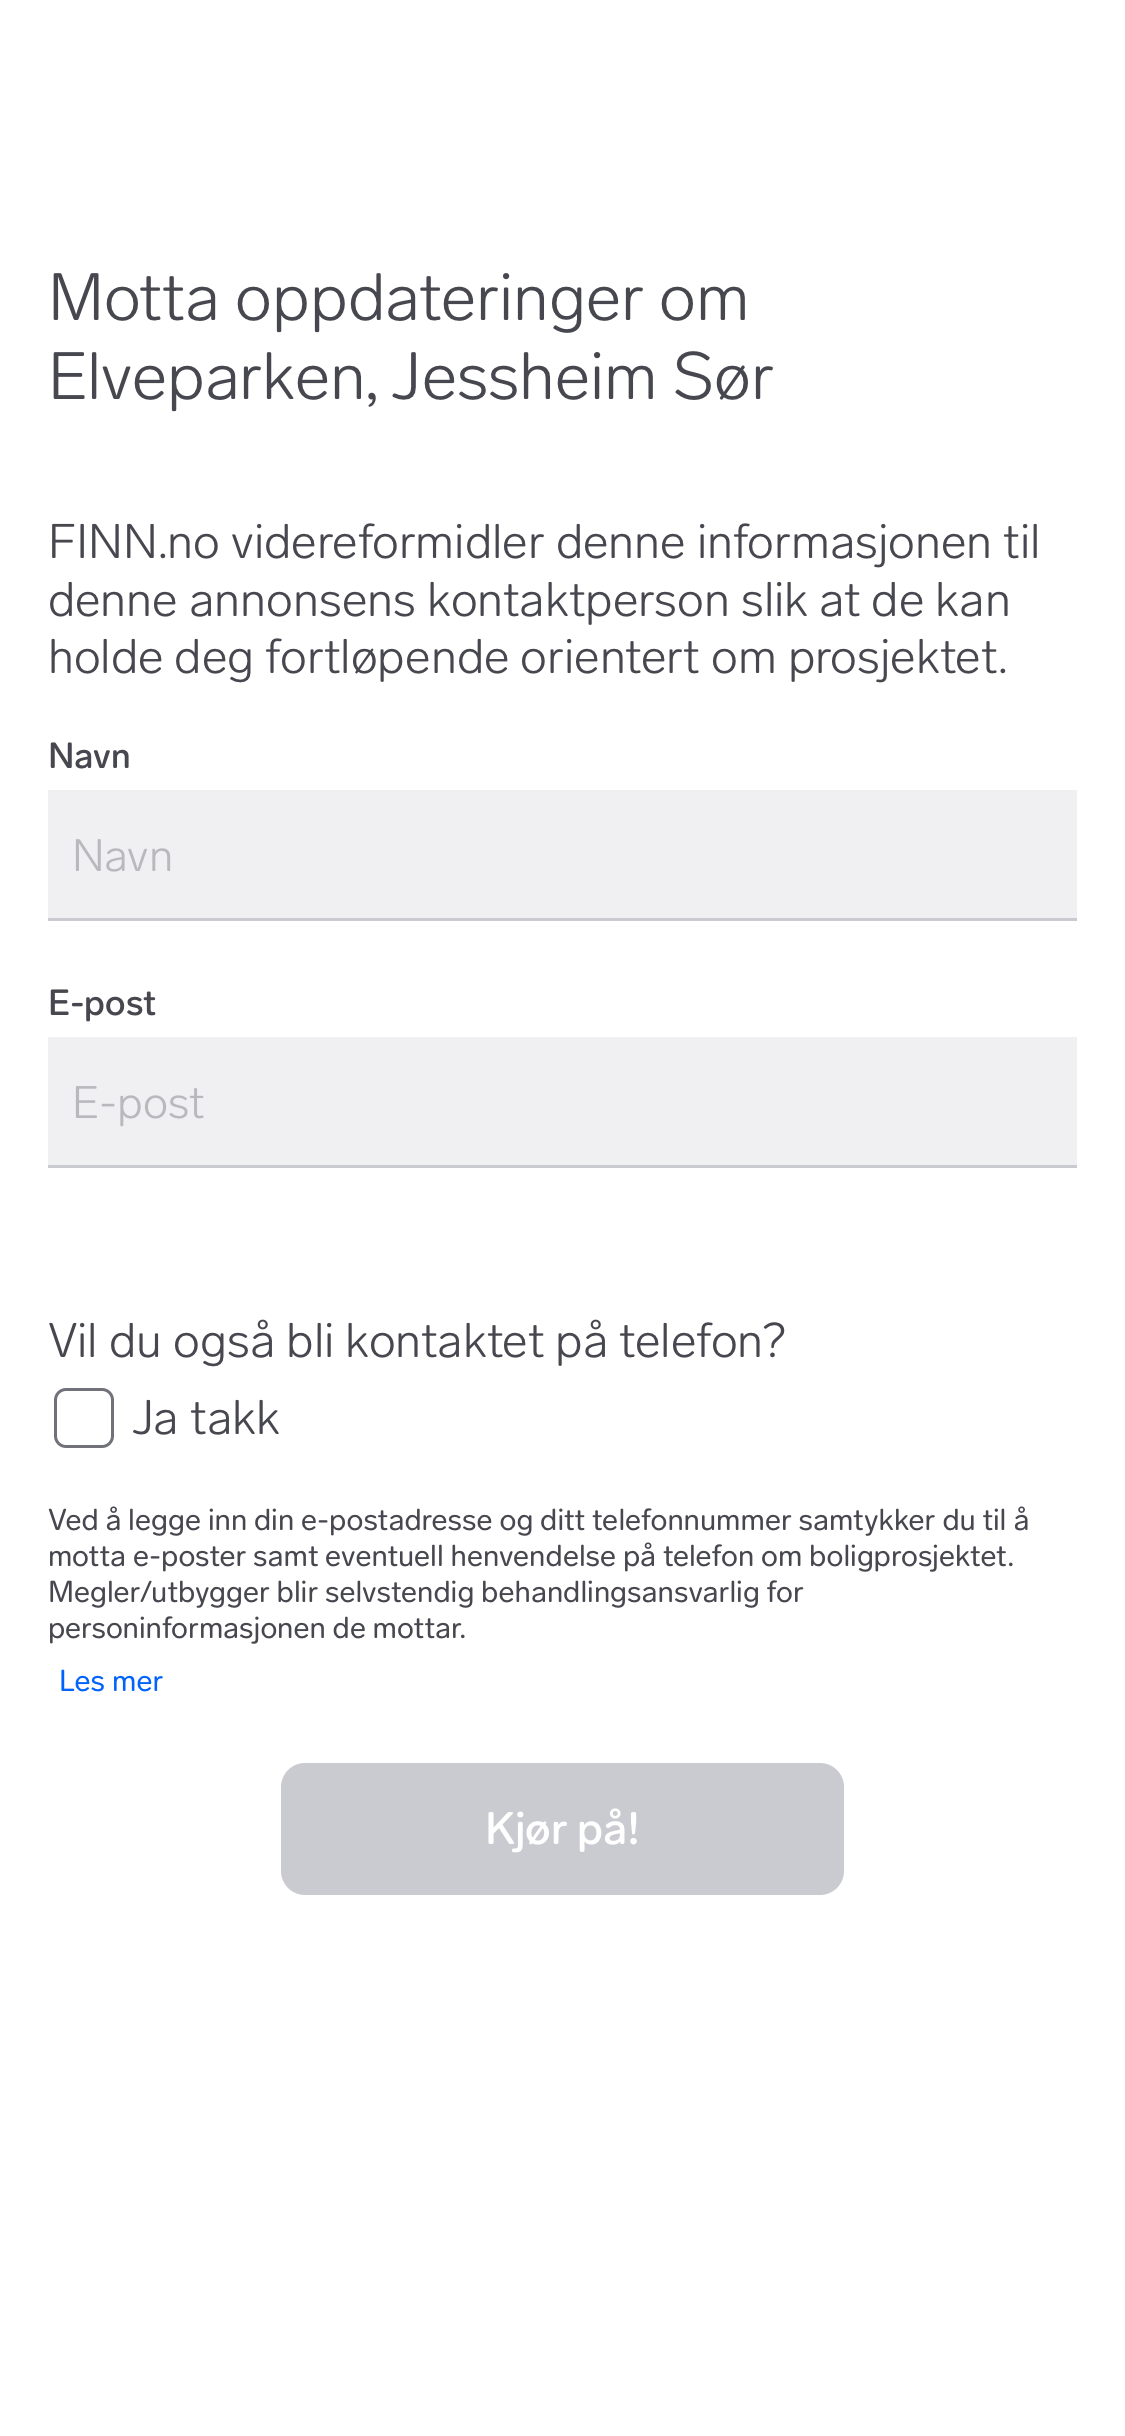 Motta oppdateringer om
Elveparken, Jessheim Sør
FINN.no videreformidler denne informasjonen til
denne annonsens kontaktperson slik at de kan
holde deg fortløpende orientert om prosjektet.
Navn
Navn
E-post
E-post
Vil du også bli kontaktet på telefon?
Ja takk
Ved å legge inn din e-postadresse og ditt telefonnummer samtykker du til å
motta e-poster samt eventuell henvendelse på telefon om boligprosjektet.
Megler/utbygger blir selvstendig behandlingsansvarlig for
personinformasjonen de mottar.
Les mer
Kjør på!